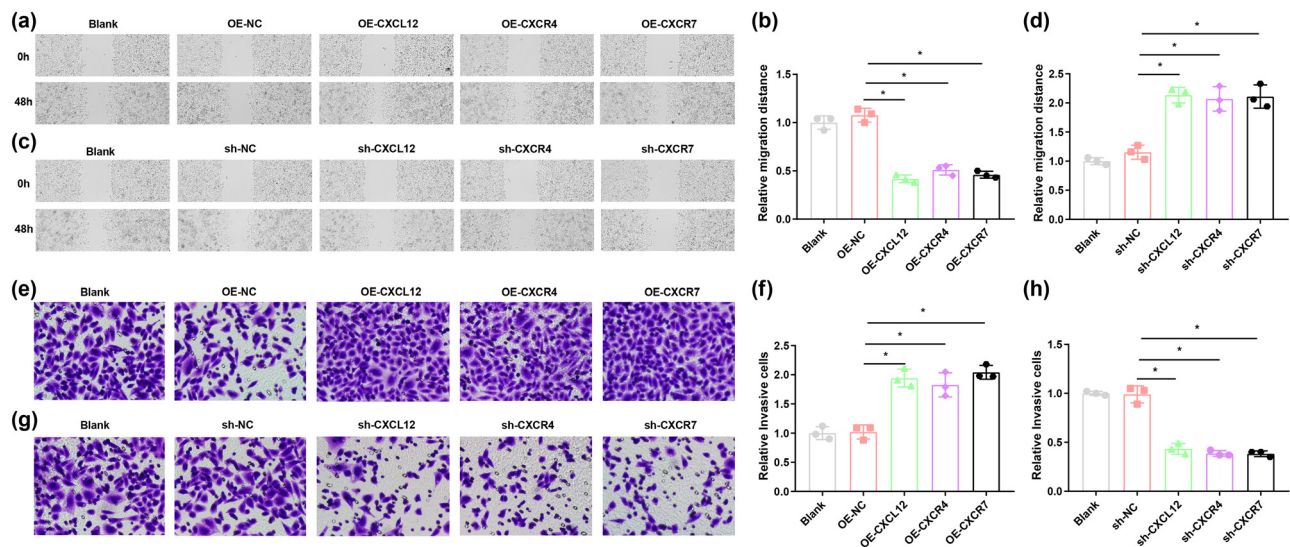 (a)
Blank OE-NC OE-CXCL12 OE-CXCR4 OE-CXCR7
0h
48h
(c)
Blank sh-NC sh-CXCL12 sh-CXCR4 sh-CXCR7
0h
48h
(b)
Relative migration distance
1.5
1.0
0.5
0.0
* * *
Blank OE-NC OE-CXCL12 OE-CXCR4 OE-CXCR7
(d)
Relative migration distance
2.5
2.0
1.5
1.0
0.5
0.0
* * *
Blank sh-NC sh-CXCL12 sh-CXCR4 sh-CXCR7
(e)
Blank OE-NC OE-CXCL12 OE-CXCR4 OE-CXCR7
(g)
Blank sh-NC sh-CXCL12 sh-CXCR4 sh-CXCR7
(f)
Relative Invasive cells
2.5
2.0
1.5
1.0
0.5
0.0
* * *
Blank OE-NC OE-CXCL12 OE-CXCR4 OE-CXCR7
(h)
Relative Invasive cells
1.5
1.0
0.5
0.0
* * *
Blank sh-NC sh-CXCL12 sh-CXCR4 sh-CXCR7